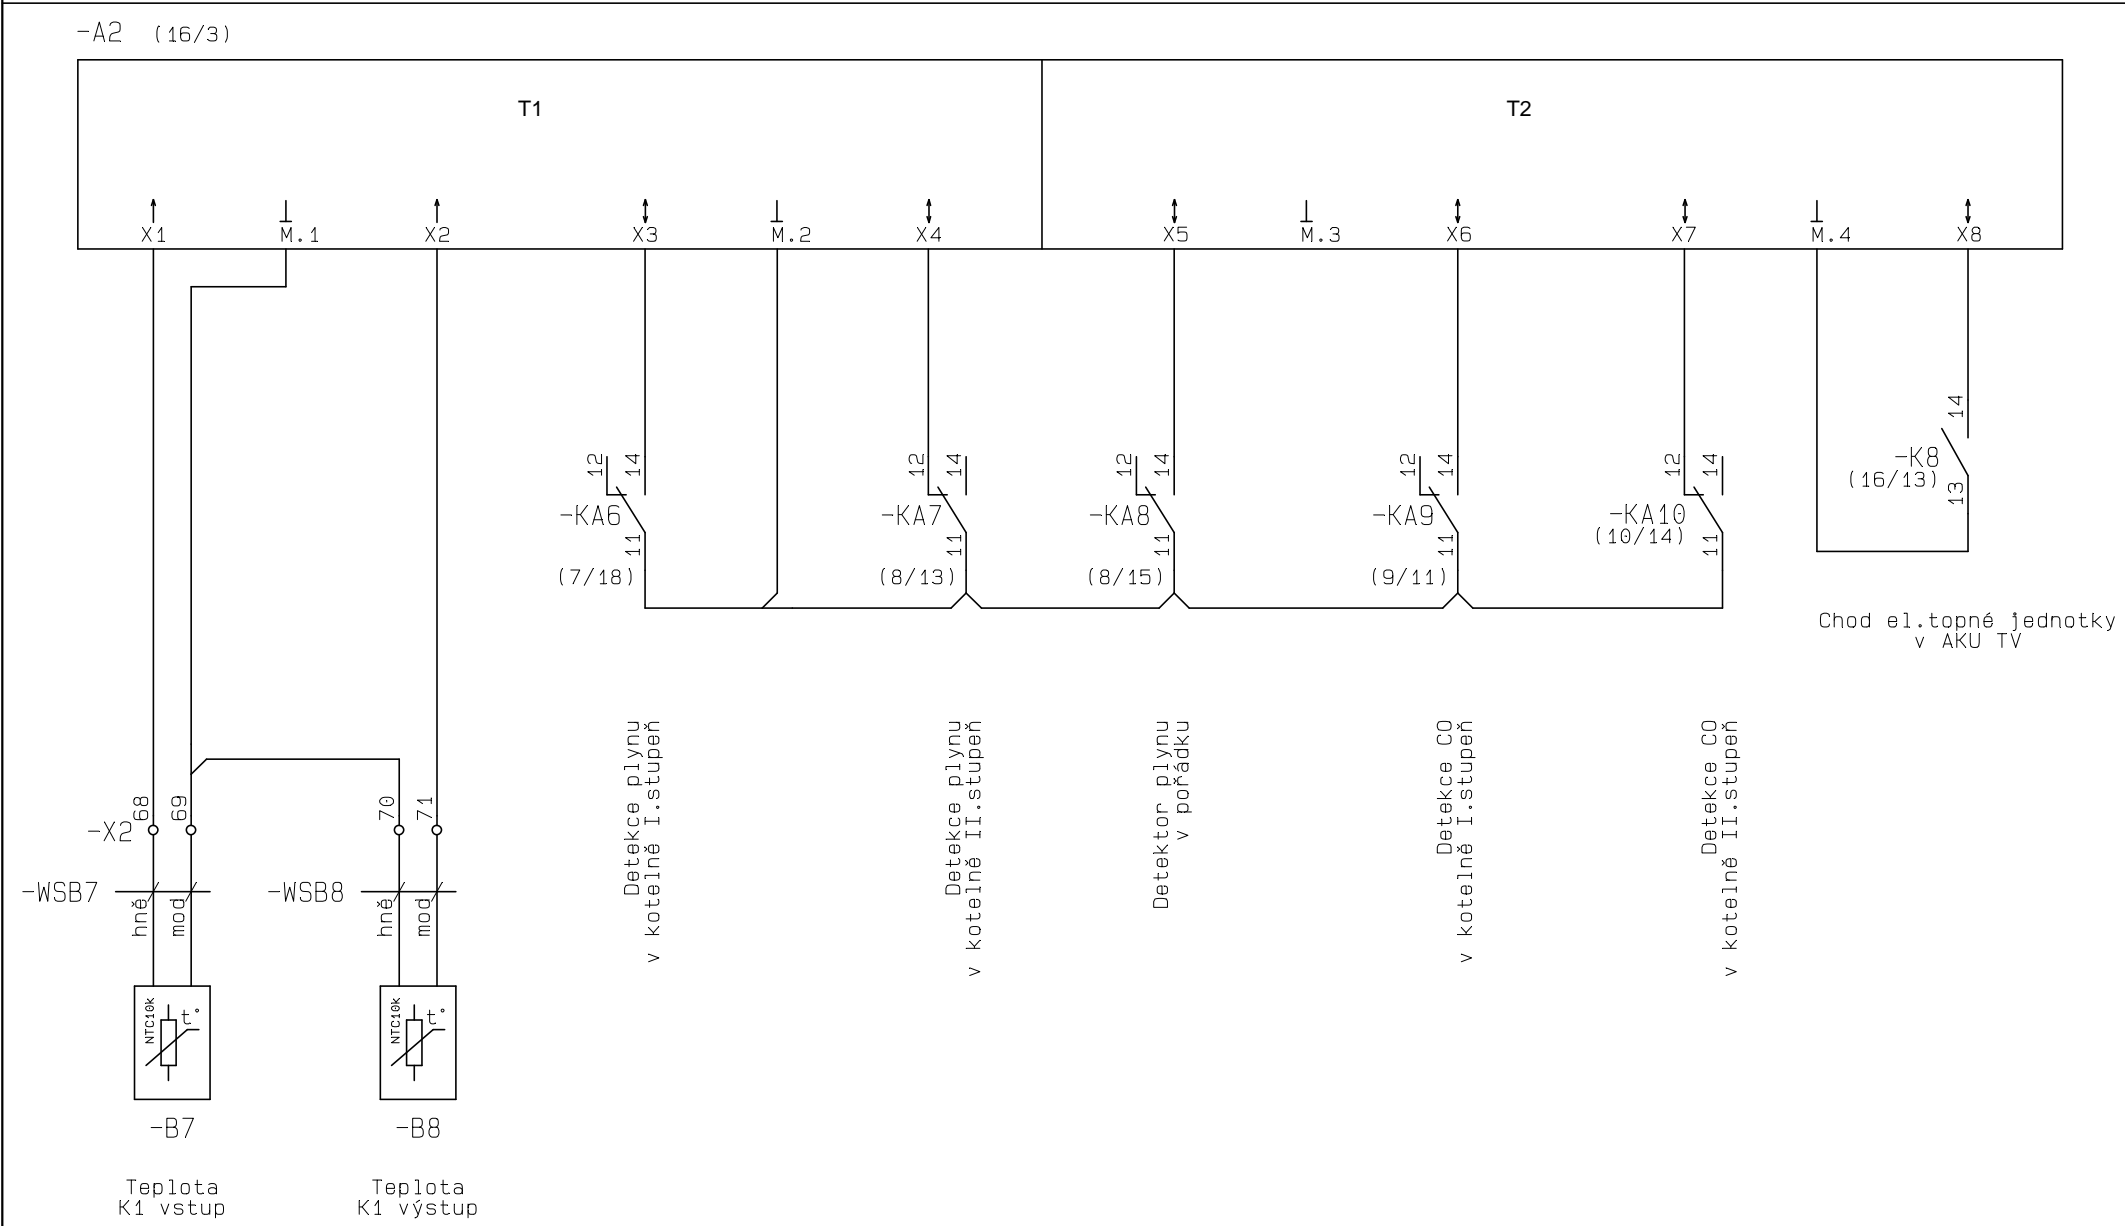 -A2 (16/3)
T1
T2
X1
M.1
X2
X3
M.2
X4
X5
M.3
X6
X7
M.4
X8
12
14
-KA6
11
(7/18)
12
14
-KA7
11
(8/13)
12
14
-KA8
11
(8/15)
12
14
-KA9
11
(9/11)
12
14
-KA10
(10/14)
11
14
-K8
(16/13)
13
Chod el.topné jednotky
v AKU TV
Detekce plynu
v kotelně I.stupeň
Detekce plynu
v kotelně II.stupeň
Detektor plynu
v pořádku
Detekce CO
v kotelně I.stupeň
Detekce CO
v kotelně II.stupeň
-X2
68
69
70
71
-WSB7
hně
mod
-WSB8
hně
mod
NTC10k
t°
NTC10k
t°
-B7
-B8
Teplota
K1 vstup
Teplota
K1 výstup